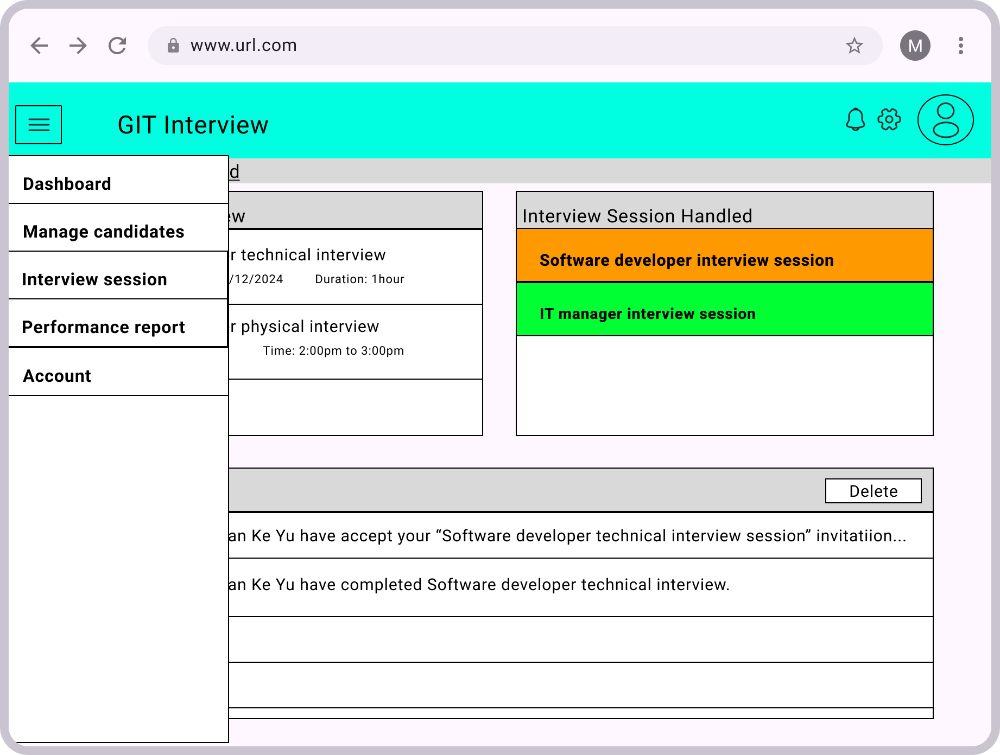 www.url.com
M
GIT Interview
Dashboard
Manage candidates
Interview session
Performance report
Account
d
ew
r technical interview
/12/2024 Duration: 1hour
r physical interview
Time: 2:00pm to 3:00pm
Interview Session Handled
Software developer interview session
IT manager interview session
Delete
an Ke Yu have accept your “Software developer technical interview session” invitatiion...
an Ke Yu have completed Software developer technical interview.